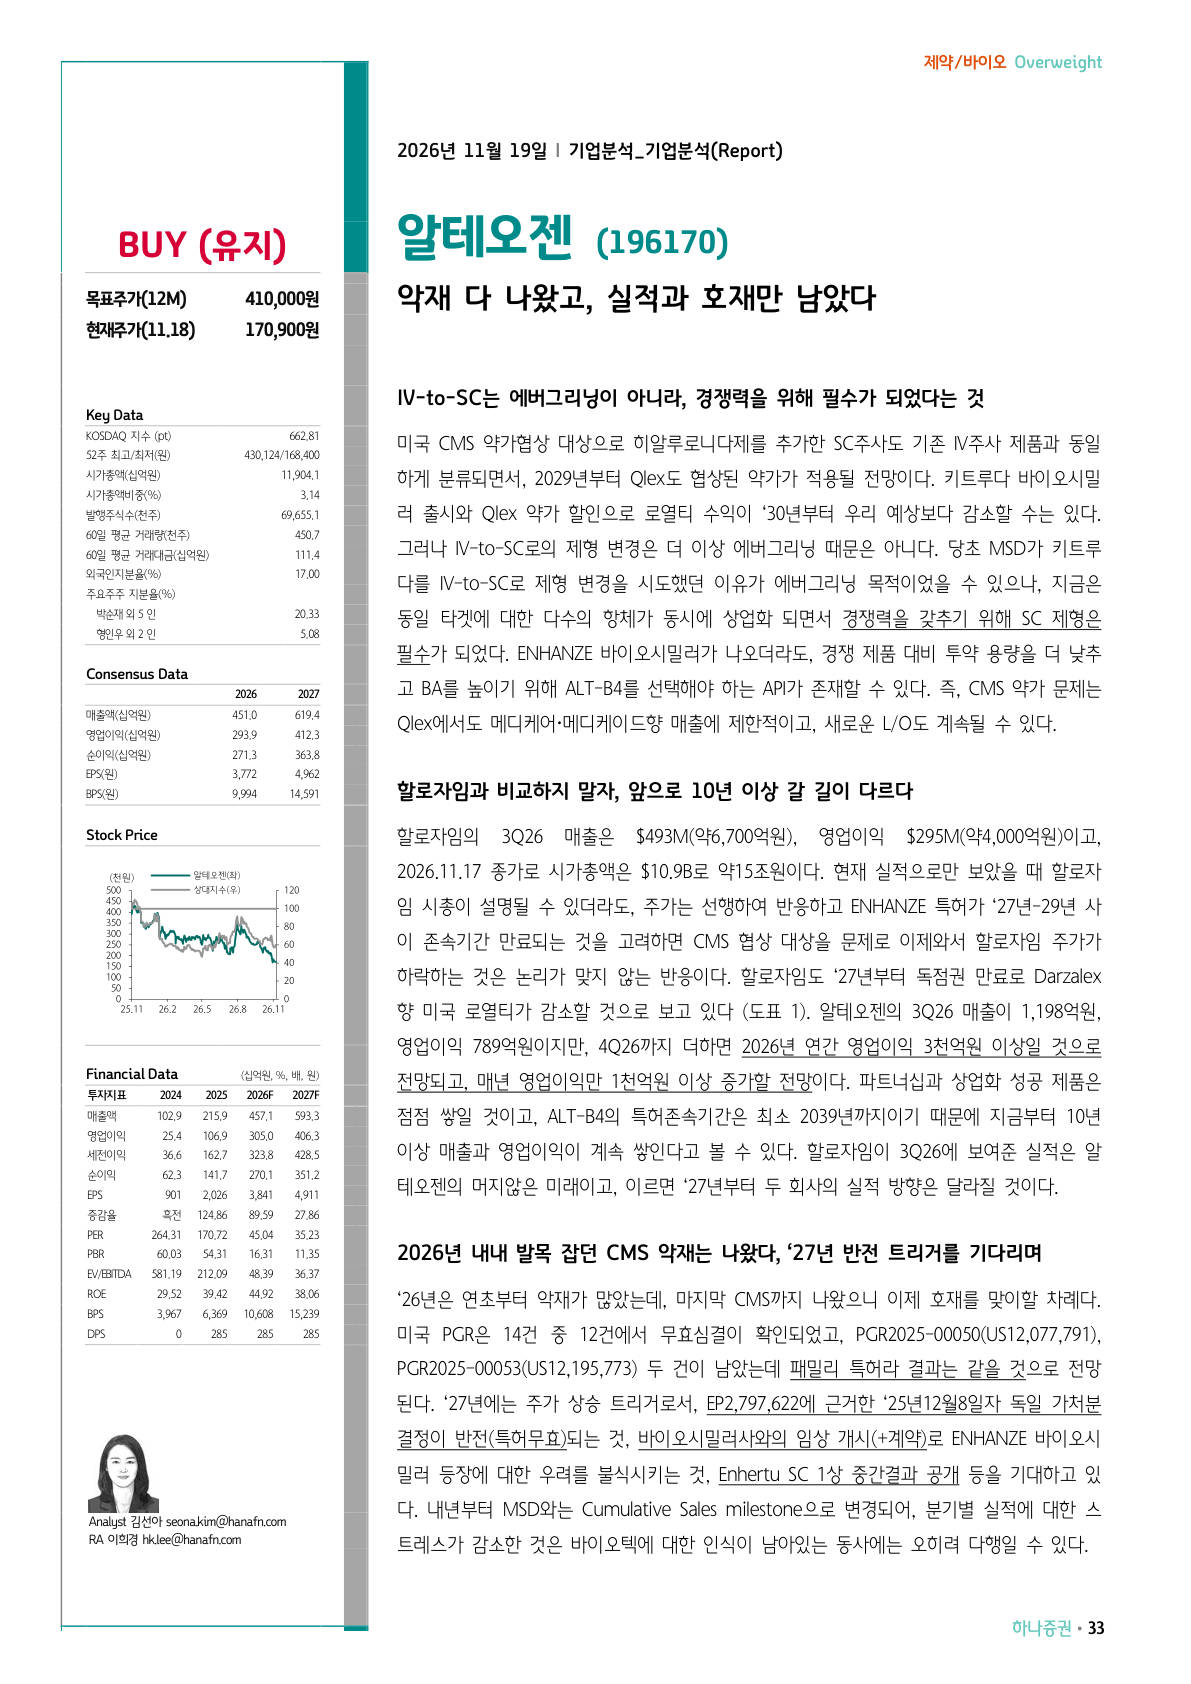 제약/바이오 Overweight
2026년 11월 19일 | 기업분석_기업분석(Report)
BUY (유지)
목표주가(12M) 410,000원
현재주가(11.18) 170,900원
Key Data
KOSDAQ 지수 (pt) 662.81
52주 최고/최저(원) 430,124/168,400
시가총액(십억원) 11,904.1
시가총액비중(%) 3.14
발행주식수(천주) 69,655.1
60일 평균 거래량(천주) 450.7
60일 평균 거래대금(십억원) 111.4
외국인지분율(%) 17.00
주요주주 지분율(%)
박순재 외 5 인 20.33
형인우 외 2 인 5.08
Consensus Data
2026 2027
매출액(십억원) 451.0 619.4
영업이익(십억원) 293.9 412.3
순이익(십억원) 271.3 363.8
EPS(원) 3,772 4,962
BPS(원) 9,994 14,591
Stock Price
(천원)
알테오젠(좌)
상대지수(우)
500 120
450
400 100
350
300 80
250 60
200
150 40
100 20
50
0 0
25.11 26.2 26.5 26.8 26.11
Financial Data (십억원, %, 배, 원)
투자지표 2024 2025 2026F 2027F
매출액 102.9 215.9 457.1 593.3
영업이익 25.4 106.9 305.0 406.3
세전이익 36.6 162.7 323.8 428.5
순이익 62.3 141.7 270.1 351.2
EPS 901 2,026 3,841 4,911
증감율 흑전 124.86 89.59 27.86
PER 264.31 170.72 45.04 35.23
PBR 60.03 54.31 16.31 11.35
EV/EBITDA 581.19 212.09 48.39 36.37
ROE 29.52 39.42 44.92 38.06
BPS 3,967 6,369 10,608 15,239
DPS 0 285 285 285
Analyst 김선아 seona.kim@hanafn.com
RA 이희경 hk.lee@hanafn.com
알테오젠 (196170)
악재 다 나왔고, 실적과 호재만 남았다
IV-to-SC는 에버그리닝이 아니라, 경쟁력을 위해 필수가 되었다는 것
미국 CMS 약가협상 대상으로 히알루로니다제를 추가한 SC주사도 기존 IV주사 제품과 동일
하게 분류되면서, 2029년부터 Qlex도 협상된 약가가 적용될 전망이다. 키트루다 바이오시밀
러 출시와 Qlex 약가 할인으로 로열티 수익이 ‘30년부터 우리 예상보다 감소할 수는 있다.
그러나 IV-to-SC로의 제형 변경은 더 이상 에버그리닝 때문은 아니다. 당초 MSD가 키트루
다를 IV-to-SC로 제형 변경을 시도했던 이유가 에버그리닝 목적이었을 수 있으나, 지금은
동일 타겟에 대한 다수의 항체가 동시에 상업화 되면서 경쟁력을 갖추기 위해 SC 제형은
필수가 되었다. ENHANZE 바이오시밀러가 나오더라도, 경쟁 제품 대비 투약 용량을 더 낮추
고 BA를 높이기 위해 ALT-B4를 선택해야 하는 API가 존재할 수 있다. 즉, CMS 약가 문제는
Qlex에서도 메디케어•메디케이드향 매출에 제한적이고, 새로운 L/O도 계속될 수 있다.
할로자임과 비교하지 말자, 앞으로 10년 이상 갈 길이 다르다
할로자임의 3Q26 매출은 $493M(약6,700억원), 영업이익 $295M(약4,000억원)이고,
2026.11.17 종가로 시가총액은 $10.9B로 약15조원이다. 현재 실적으로만 보았을 때 할로자
임 시총이 설명될 수 있더라도, 주가는 선행하여 반응하고 ENHANZE 특허가 ‘27년-29년 사
이 존속기간 만료되는 것을 고려하면 CMS 협상 대상을 문제로 이제와서 할로자임 주가가
하락하는 것은 논리가 맞지 않는 반응이다. 할로자임도 ‘27년부터 독점권 만료로 Darzalex
향 미국 로열티가 감소할 것으로 보고 있다 (도표 1). 알테오젠의 3Q26 매출이 1,198억원,
영업이익 789억원이지만, 4Q26까지 더하면 2026년 연간 영업이익 3천억원 이상일 것으로
전망되고, 매년 영업이익만 1천억원 이상 증가할 전망이다. 파트너십과 상업화 성공 제품은
점점 쌓일 것이고, ALT-B4의 특허존속기간은 최소 2039년까지이기 때문에 지금부터 10년
이상 매출과 영업이익이 계속 쌓인다고 볼 수 있다. 할로자임이 3Q26에 보여준 실적은 알
테오젠의 머지않은 미래이고, 이르면 ‘27년부터 두 회사의 실적 방향은 달라질 것이다.
2026년 내내 발목 잡던 CMS 악재는 나왔다, ‘27년 반전 트리거를 기다리며
‘26년은 연초부터 악재가 많았는데, 마지막 CMS까지 나왔으니 이제 호재를 맞이할 차례다.
미국 PGR은 14건 중 12건에서 무효심결이 확인되었고, PGR2025-00050(US12,077,791),
PGR2025-00053(US12,195,773) 두 건이 남았는데 패밀리 특허라 결과는 같을 것으로 전망
된다. ‘27년에는 주가 상승 트리거로서, EP2,797,622에 근거한 ‘25년12월8일자 독일 가처분
결정이 반전(특허무효)되는 것, 바이오시밀러사와의 임상 개시(+계약)로 ENHANZE 바이오시
밀러 등장에 대한 우려를 불식시키는 것, Enhertu SC 1상 중간결과 공개 등을 기대하고 있
다. 내년부터 MSD와는 Cumulative Sales milestone으로 변경되어, 분기별 실적에 대한 스
트레스가 감소한 것은 바이오텍에 대한 인식이 남아있는 동사에는 오히려 다행일 수 있다.
하나증권 • 33